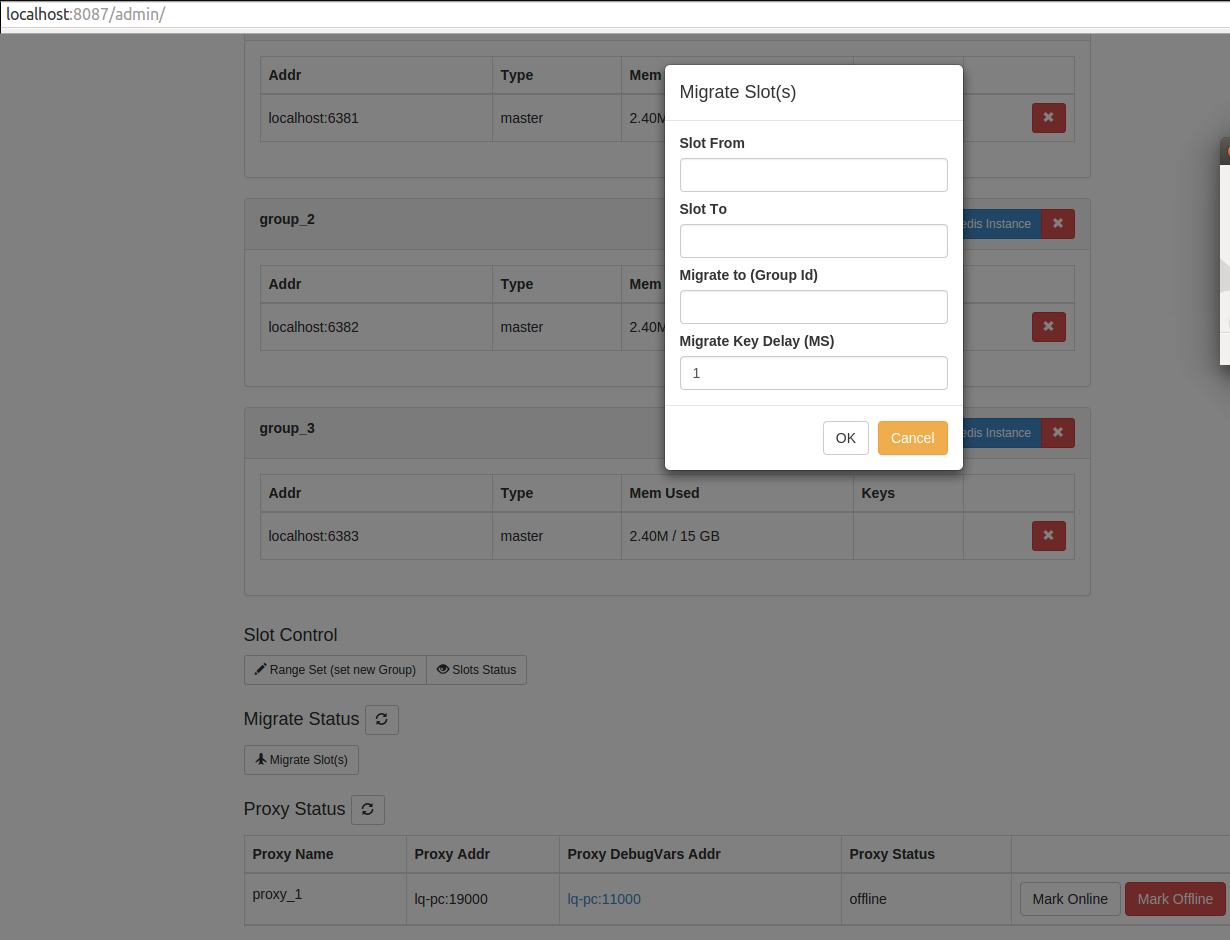 localhost:8087/admin/
Addr Type Mem
localhost:6381 master 2.40M
group_2 edis Instance
Addr Type Mem
localhost:6382 master 2.40M
group_3 edis Instance
Addr Type Mem Used Keys
localhost:6383 master 2.40M / 15 GB
Migrate Slot(s)
Slot From
Slot To
Migrate to (Group Id)
Migrate Key Delay (MS)
1
OK Cancel
Slot Control
Range Set (set new Group) Slots Status
Migrate Status
Migrate Slot(s)
Proxy Status
Proxy Name Proxy Addr Proxy DebugVars Addr Proxy Status
proxy_1 lq-pc:19000 lq-pc:11000 offline Mark Online Mark Offline